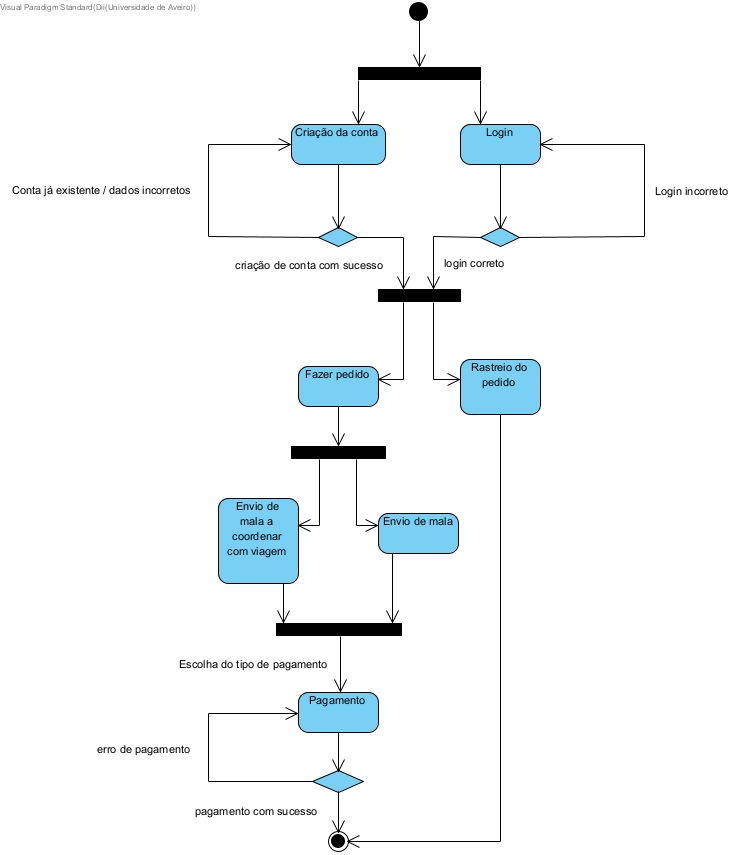 Visual Paradigm Standard(Dii(Universidade de Aveiro))
Criação da conta
Login
Conta já existente / dados incorretos
Login incorreto
criação de conta com sucesso
login correto
Fazer pedido
Rastreio do
pedido
Envio de
mala a
coordenar
com viagem
Envio de mala
Escolha do tipo de pagamento
Pagamento
erro de pagamento
pagamento com sucesso